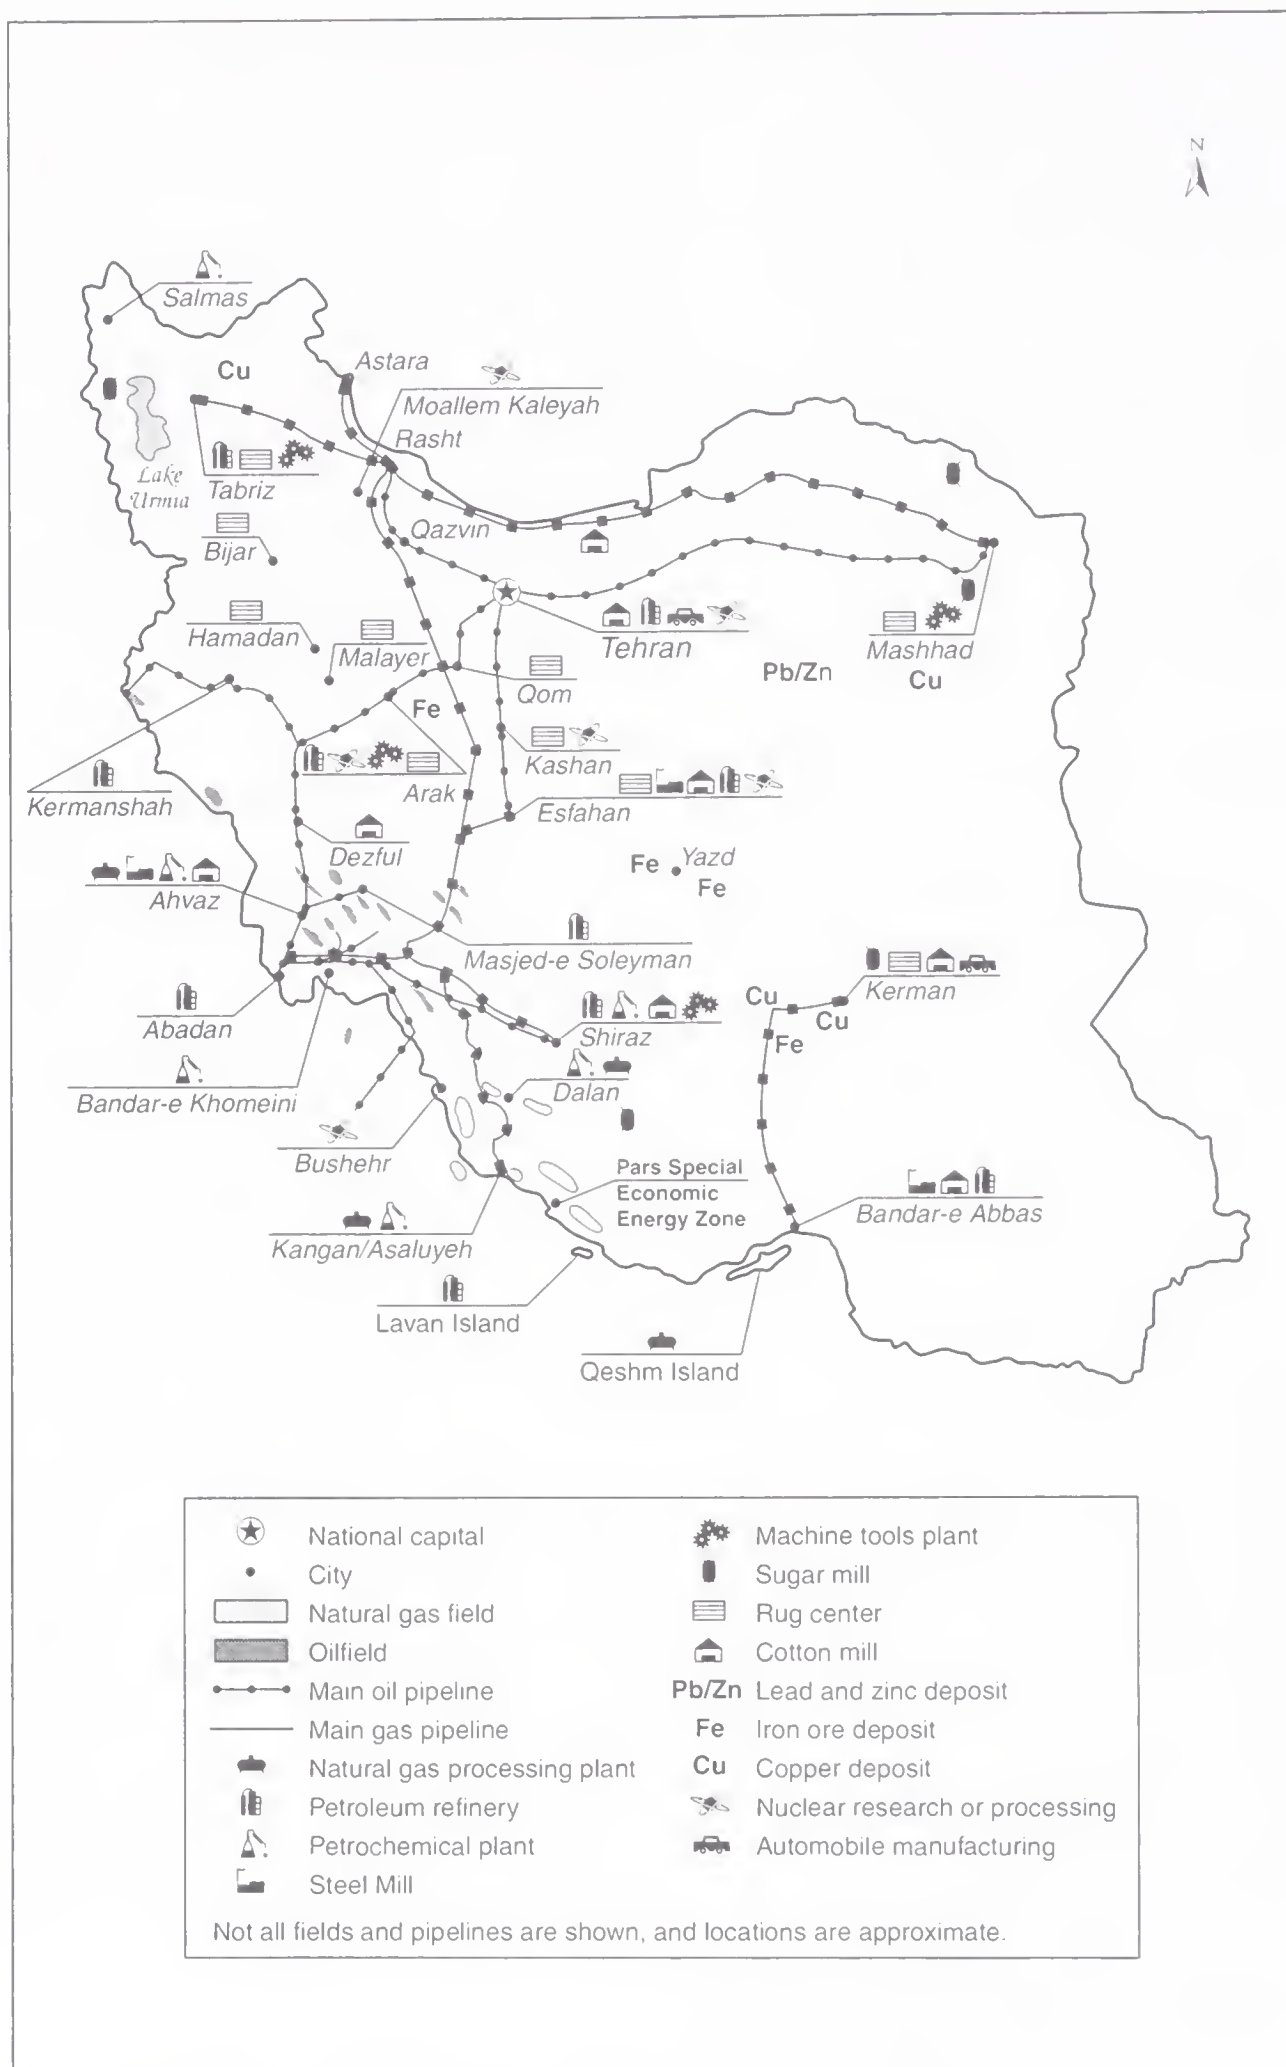 N
Salmas
Cu
Astara
Moallem Kaleyah
Rasht
Lake
Urmia
Tabriz
Qazvin
Bijar
Hamadan
Malayer
Tehran
Mashhad
Pb/Zn
Cu
Qom
Fe
Kashan
Arak
Kermanshah
Esfahan
Dezful
Fe
Yazd
Fe
Ahvaz
Masjed-e Soleyman
Kerman
Cu
Cu
Abadan
Shiraz
Fe
Bandar-e Khomeini
Dalan
Bushehr
Pars Special
Economic
Energy Zone
Bandar-e Abbas
Kangan/Asaluyeh
Lavan Island
Qeshm Island
National capital
City
Natural gas field
Oilfield
Main oil pipeline
Main gas pipeline
Natural gas processing plant
Petroleum refinery
Petrochemical plant
Steel Mill
Machine tools plant
Sugar mill
Rug center
Cotton mill
Pb/Zn Lead and zinc deposit
Fe Iron ore deposit
Cu Copper deposit
Nuclear research or processing
Automobile manufacturing
Not all fields and pipelines are shown, and locations are approximate.